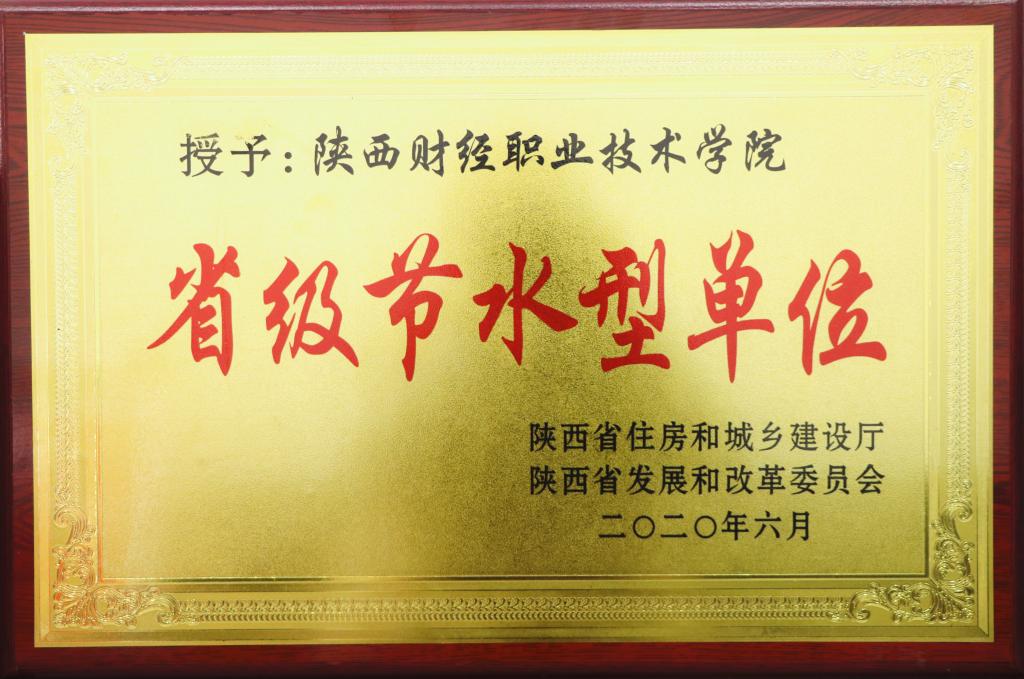 授予：陕西财经职业技术学院
省级节水型单位
陕西省住房和城乡建设厅
陕西省发展和改革委员会
二〇二〇年六月